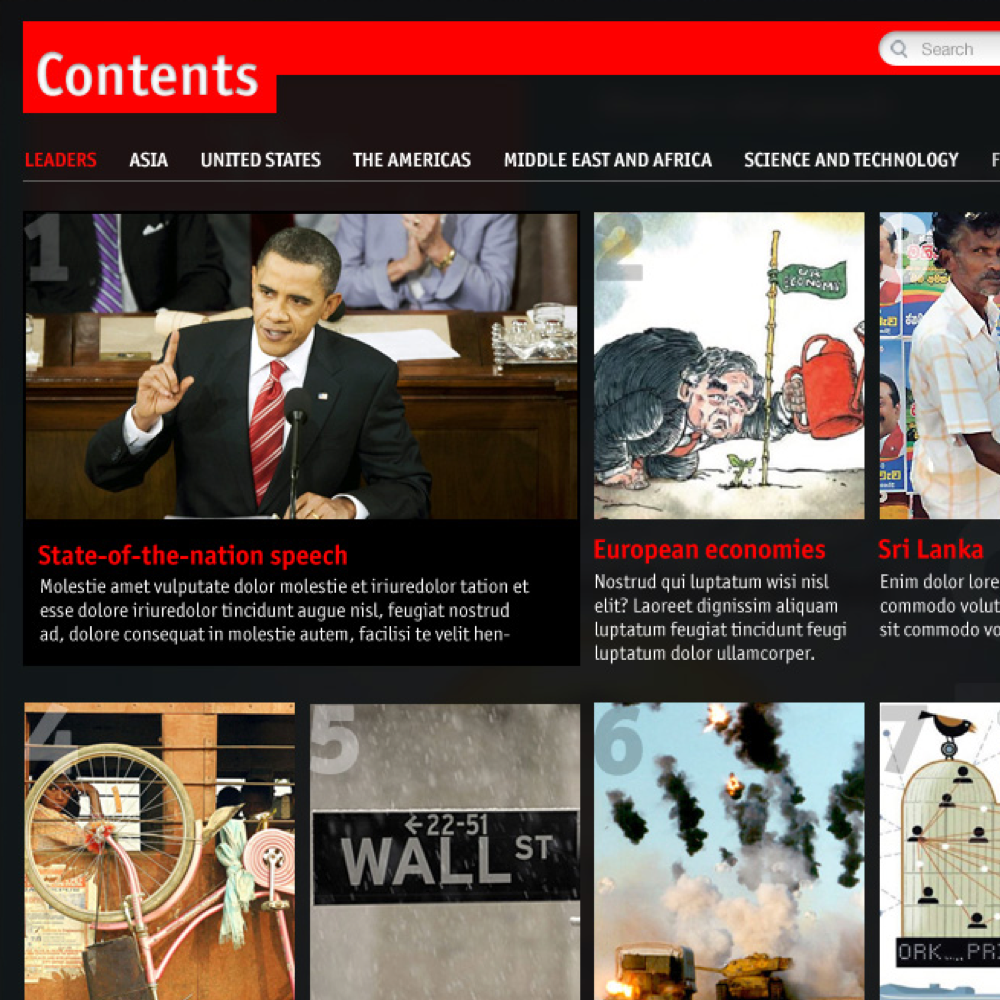 Contents
Search
LEADERS ASIA UNITED STATES THE AMERICAS MIDDLE EAST AND AFRICA SCIENCE AND TECHNOLOGY F
1
2
3
UK
ECONOMY
State-of-the-nation speech
Molestie amet vulputate dolor molestie et iriuredolor tation et
esse dolore iriuredolor tincidunt augue nisl, feugiat nostrud
ad, dolore consequat in molestie autem, facilisi te velit hen-
European economies
Nostrud qui luptatum wisi nisl
elit? Laoreet dignissim aliquam
luptatum feugiat tincidunt feugi
luptatum dolor ullamcorper.
Sri Lanka
Enim dolor lore
commodo volut
sit commodo vo
4
5
6
7
←22-51
WALL ST
ORK...PRI